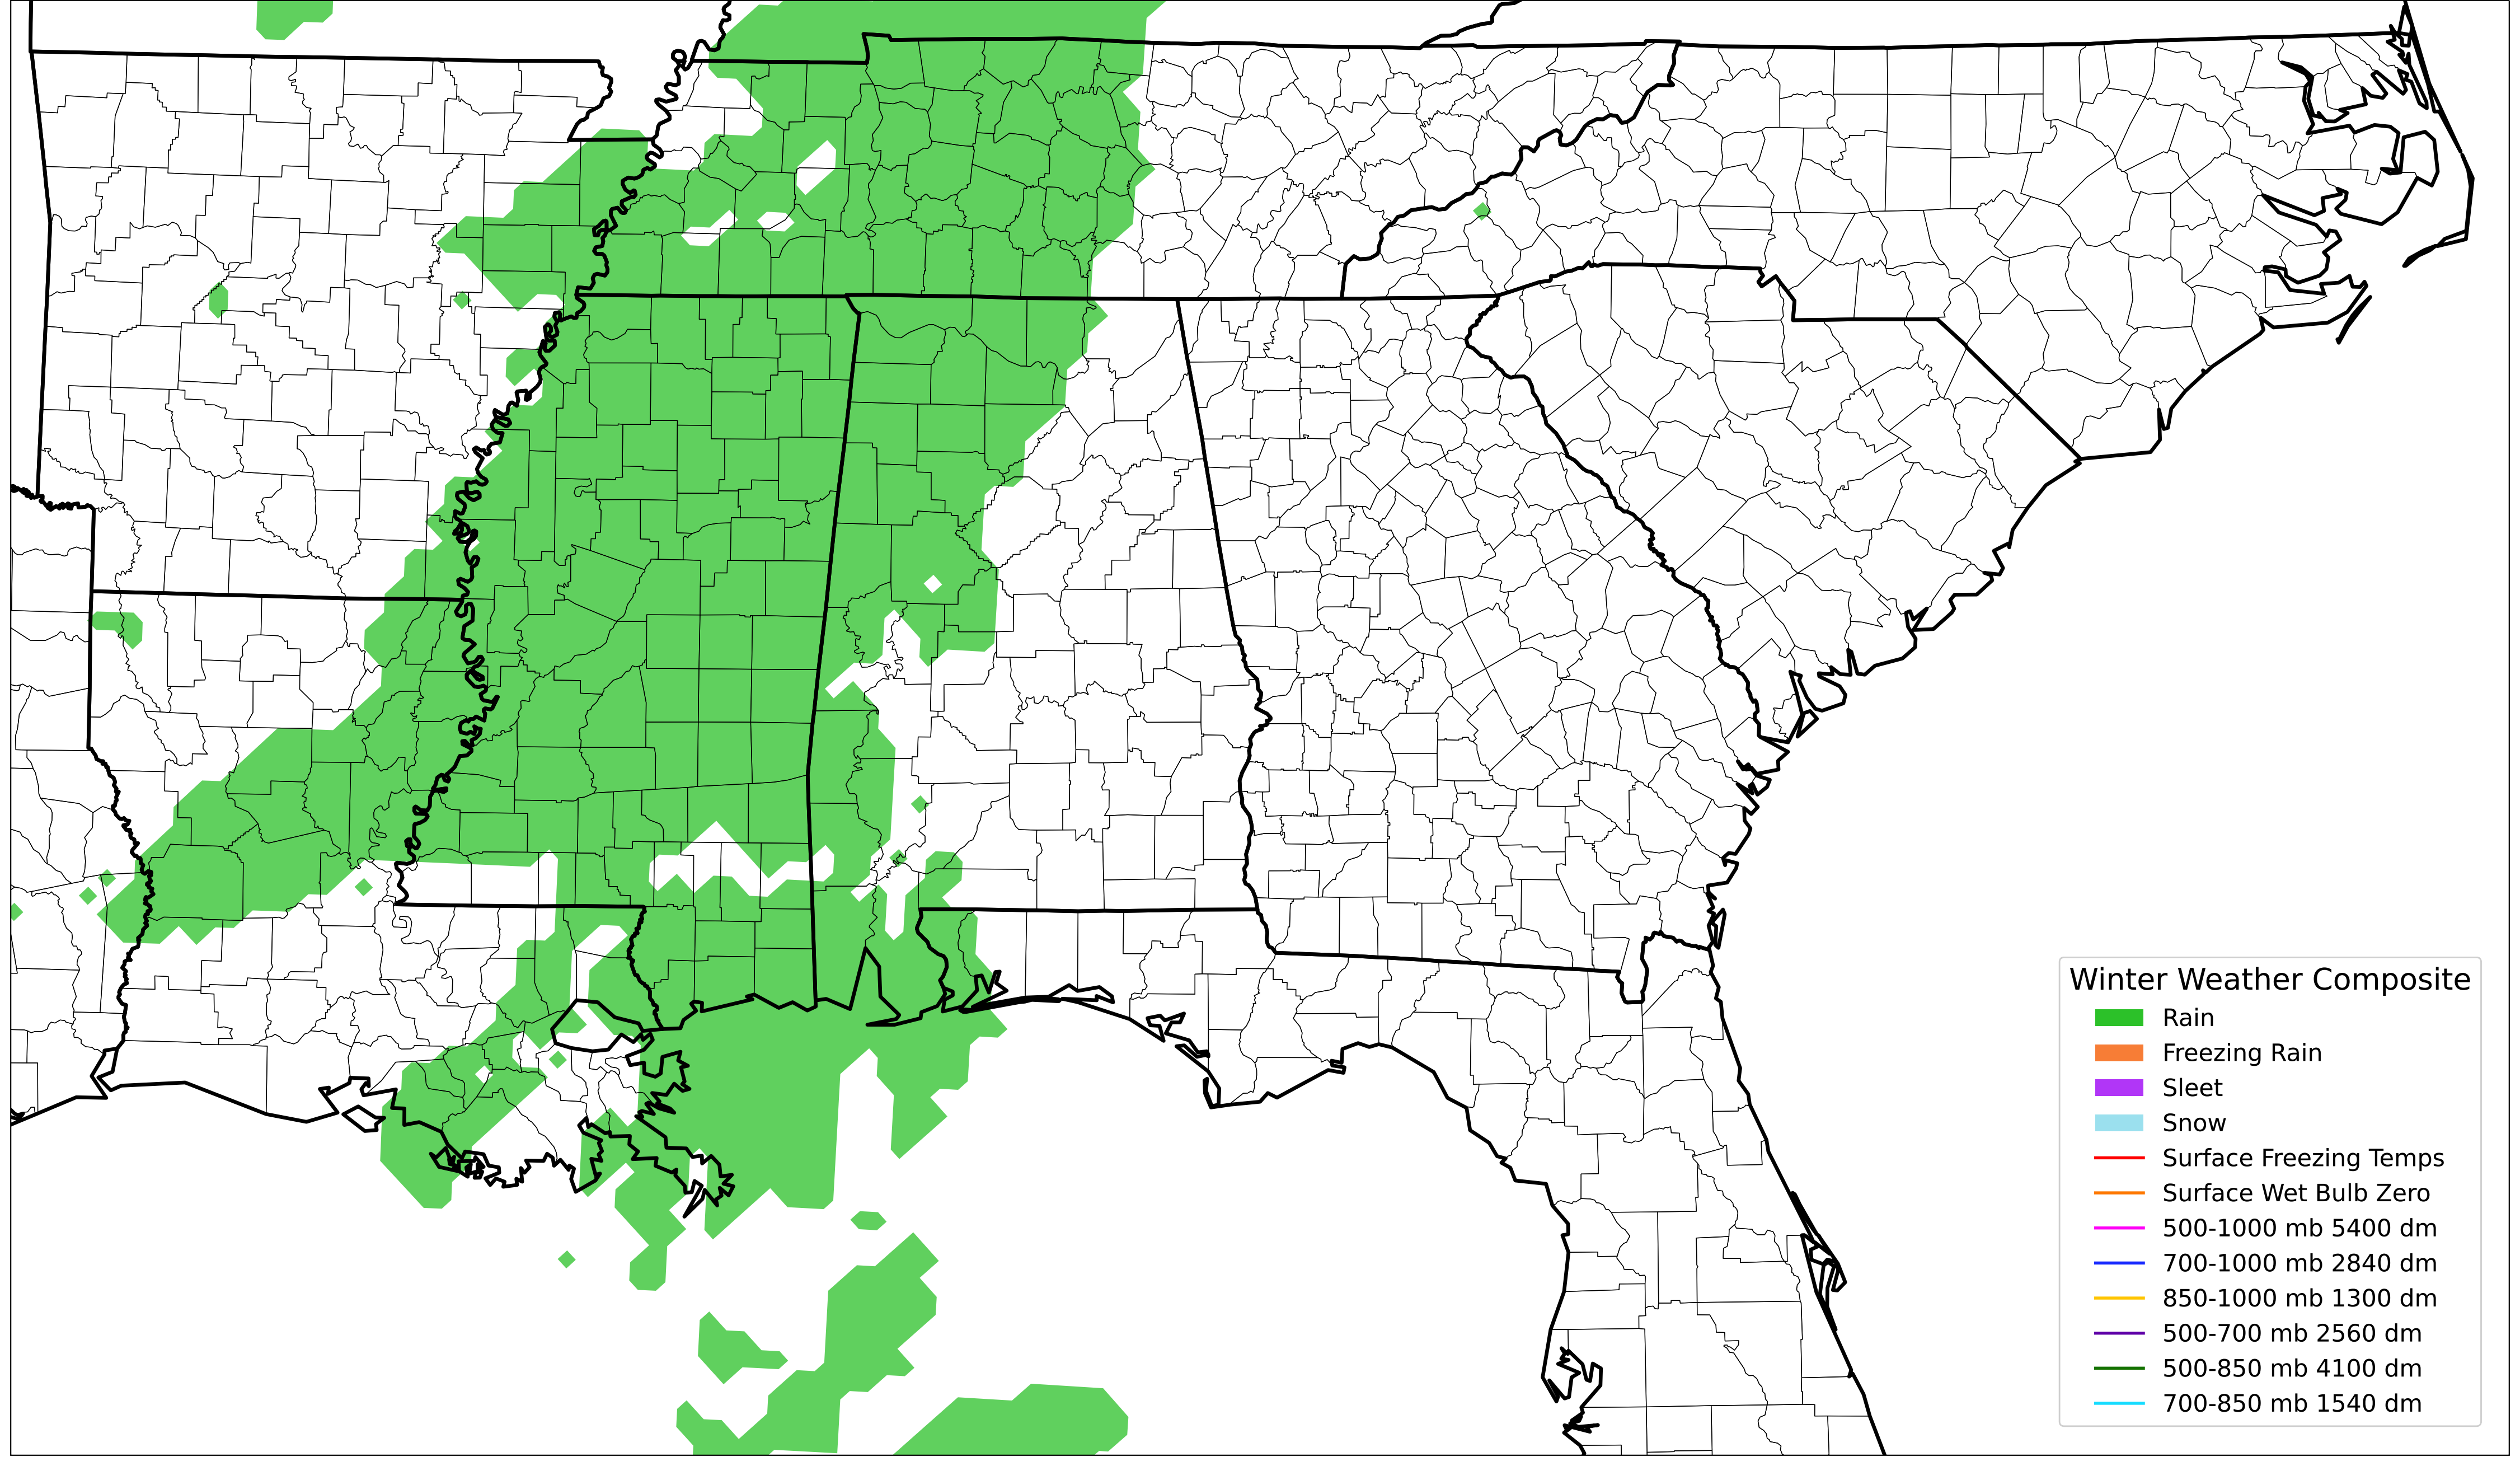 Winter Weather Composite
Rain
Freezing Rain
Sleet
Snow
Surface Freezing Temps
Surface Wet Bulb Zero
500-1000 mb 5400 dm
700-1000 mb 2840 dm
850-1000 mb 1300 dm
500-700 mb 2560 dm
500-850 mb 4100 dm
700-850 mb 1540 dm